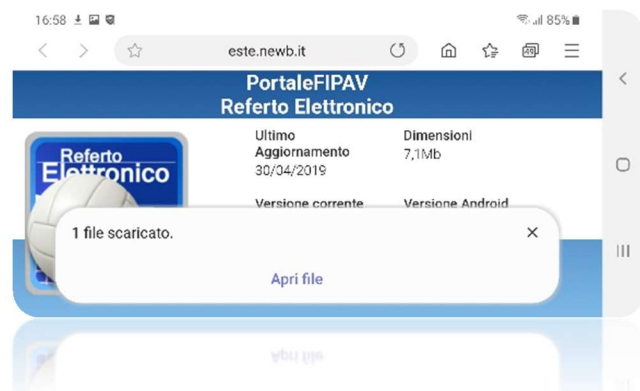 16:58
85%
este.newb.it
PortaleFIPAV
Referto Elettronico
Referto
Elettronico
Ultimo
Aggiornamento
30/04/2019
Dimensioni
7,1Mb
Versione corrente
Versione Android
1 file scaricato.
Apri file